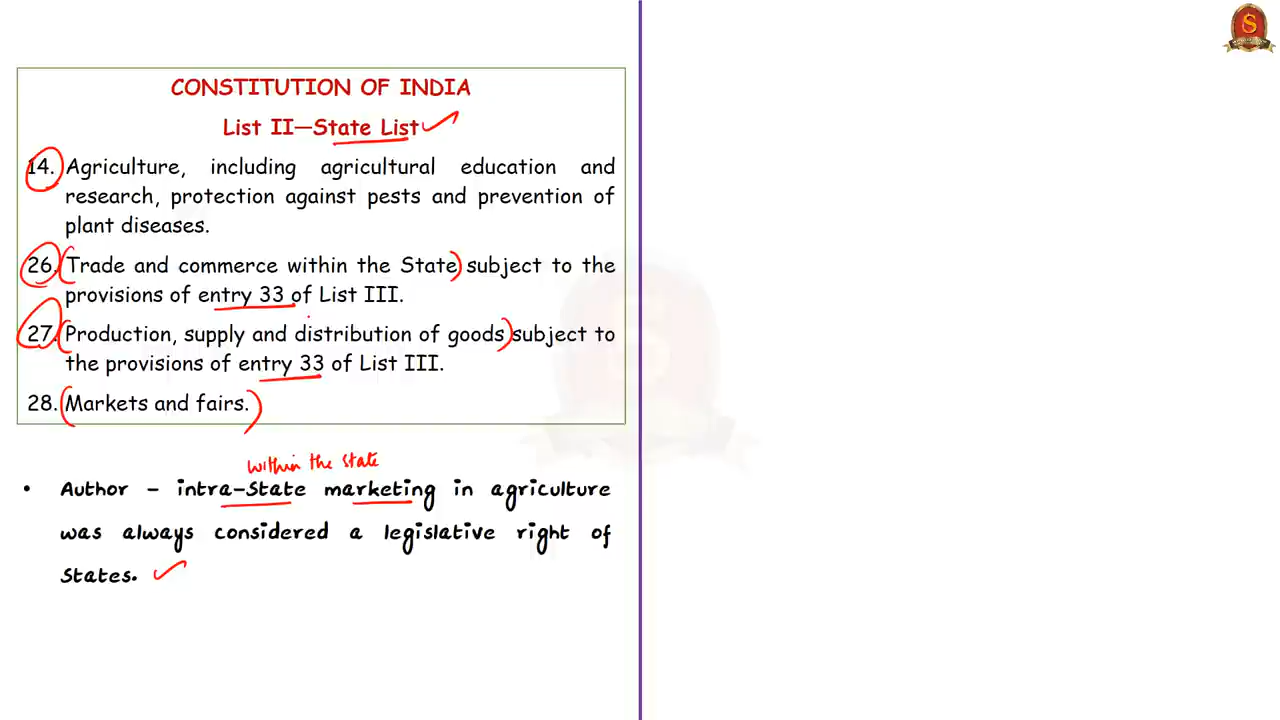 CONSTITUTION OF INDIA
List II—State List
14. Agriculture, including agricultural education and
research, protection against pests and prevention of
plant diseases.
26. Trade and commerce within the State subject to the
provisions of entry 33 of List III.
27. Production, supply and distribution of goods subject to
the provisions of entry 33 of List III.
28. Markets and fairs.
within the state
• Author – intra-State marketing in agriculture
was always considered a legislative right of
States.
S